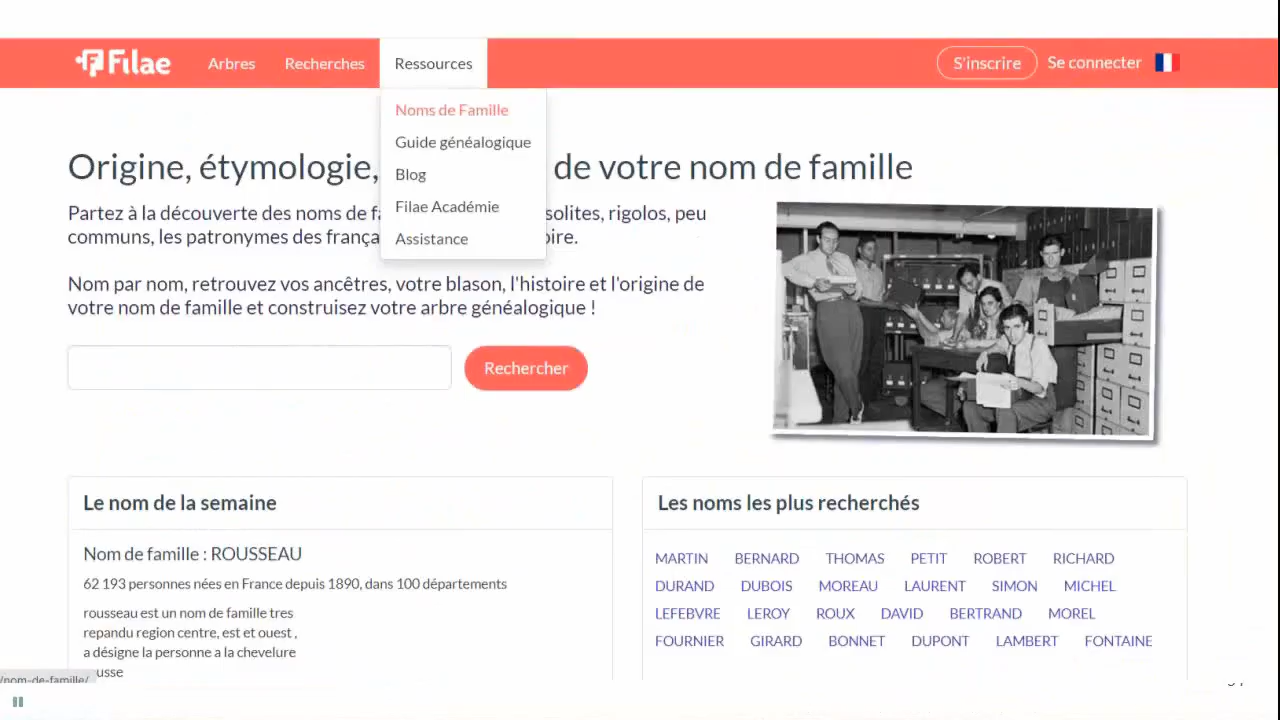 Filae Arbres Recherches Ressources S'inscrire Se connecter
Noms de Famille
Guide généalogique
Blog
Filae Académie
Assistance
Origine, étymologie, de votre nom de famille
Partez à la découverte des noms de solites, rigolos, peu
communs, les patronymes des frança oire.
Nom par nom, retrouvez vos ancêtres, votre blason, l'histoire et l'origine de
votre nom de famille et construisez votre arbre généalogique !
Rechercher
Le nom de la semaine
Nom de famille : ROUSSEAU
62 193 personnes nées en France depuis 1890, dans 100 départements
rousseau est un nom de famille tres
repandu region centre, est et ouest ,
a désigne la personne a la chevelure
usse
Les noms les plus recherchés
MARTIN BERNARD THOMAS PETIT ROBERT RICHARD
DURAND DUBOIS MOREAU LAURENT SIMON MICHEL
LEFEBVRE LEROY ROUX DAVID BERTRAND MOREL
FOURNIER GIRARD BONNET DUPONT LAMBERT FONTAINE
/nom-de-famille/